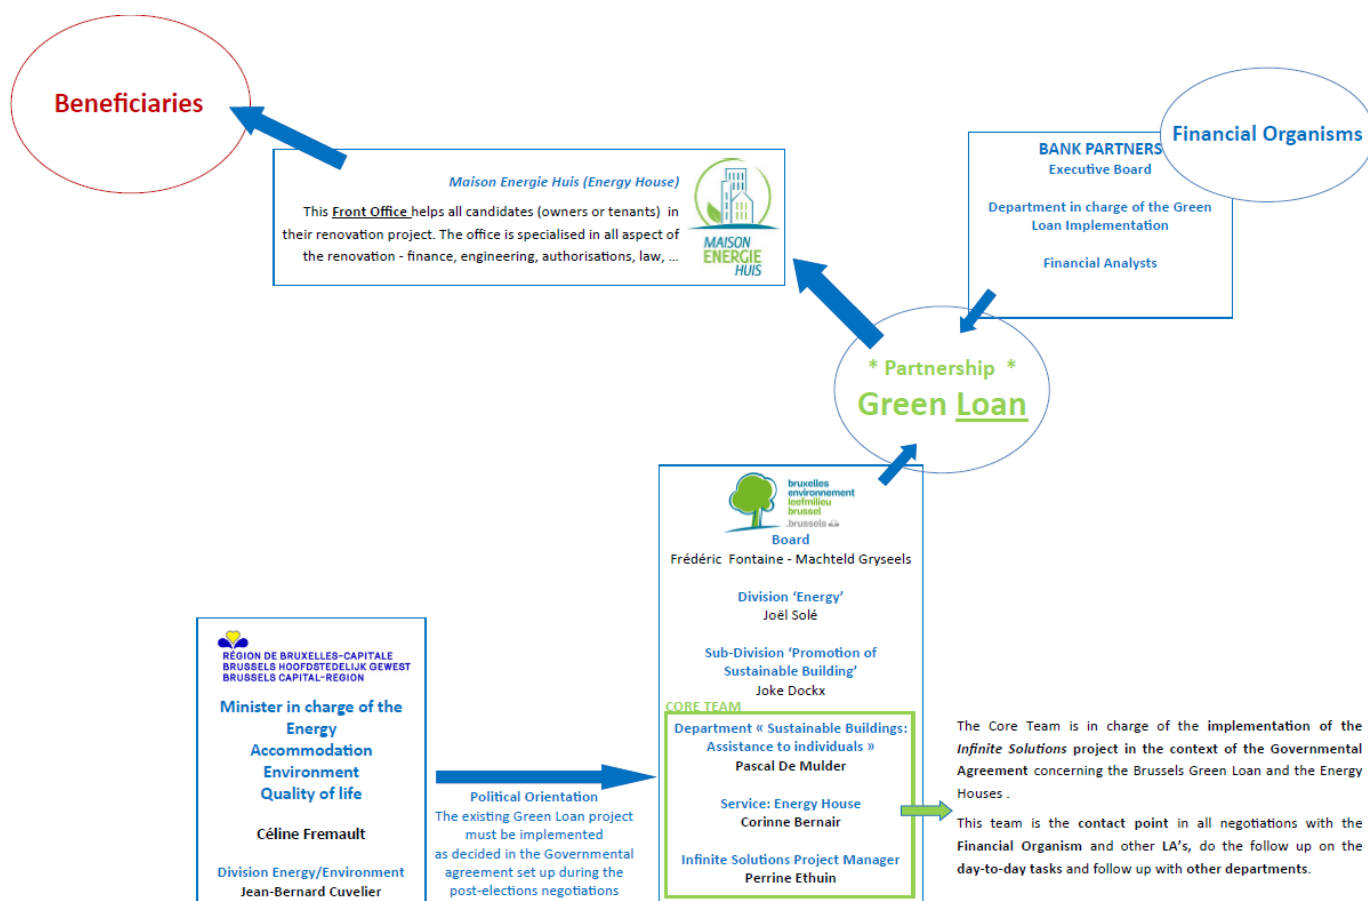 Beneficiaries
Financial Organisms
BANK PARTNERS
Executive Board
Department in charge of the Green
Loan Implementation
Financial Analysts
Maison Energie Huis (Energy House)
This Front Office helps all candidates (owners or tenants) in
their renovation project. The office is specialised in all aspect of
the renovation - finance, engineering, authorisations, law, ...
MAISON
ENERGIE
HUIS
* Partnership *
Green Loan
bruxelles
environnement
leefmilieu
brussel
.brussels
Board
Frédéric Fontaine - Machteld Gryseels
Division ‘Energy’
Joël Solé
Sub-Division ‘Promotion of
Sustainable Building’
Joke Dockx
CORE TEAM
Department « Sustainable Buildings:
Assistance to individuals »
Pascal De Mulder
Service: Energy House
Corinne Bernair
Infinite Solutions Project Manager
Perrine Ethuin
RÉGION DE BRUXELLES-CAPITALE
BRUSSELS HOOFDSTEDELIJK GEWEST
BRUSSELS CAPITAL-REGION
Minister in charge of the
Energy
Accommodation
Environment
Quality of life
Céline Fremault
Division Energy/Environment
Jean-Bernard Cuvelier
Political Orientation
The existing Green Loan project
must be implemented
as decided in the Governmental
agreement set up during the
post-elections negotiations
The Core Team is in charge of the implementation of the
Infinite Solutions project in the context of the Governmental
Agreement concerning the Brussels Green Loan and the Energy
Houses .
This team is the contact point in all negotiations with the
Financial Organism and other LA’s, do the follow up on the
day-to-day tasks and follow up with other departments.